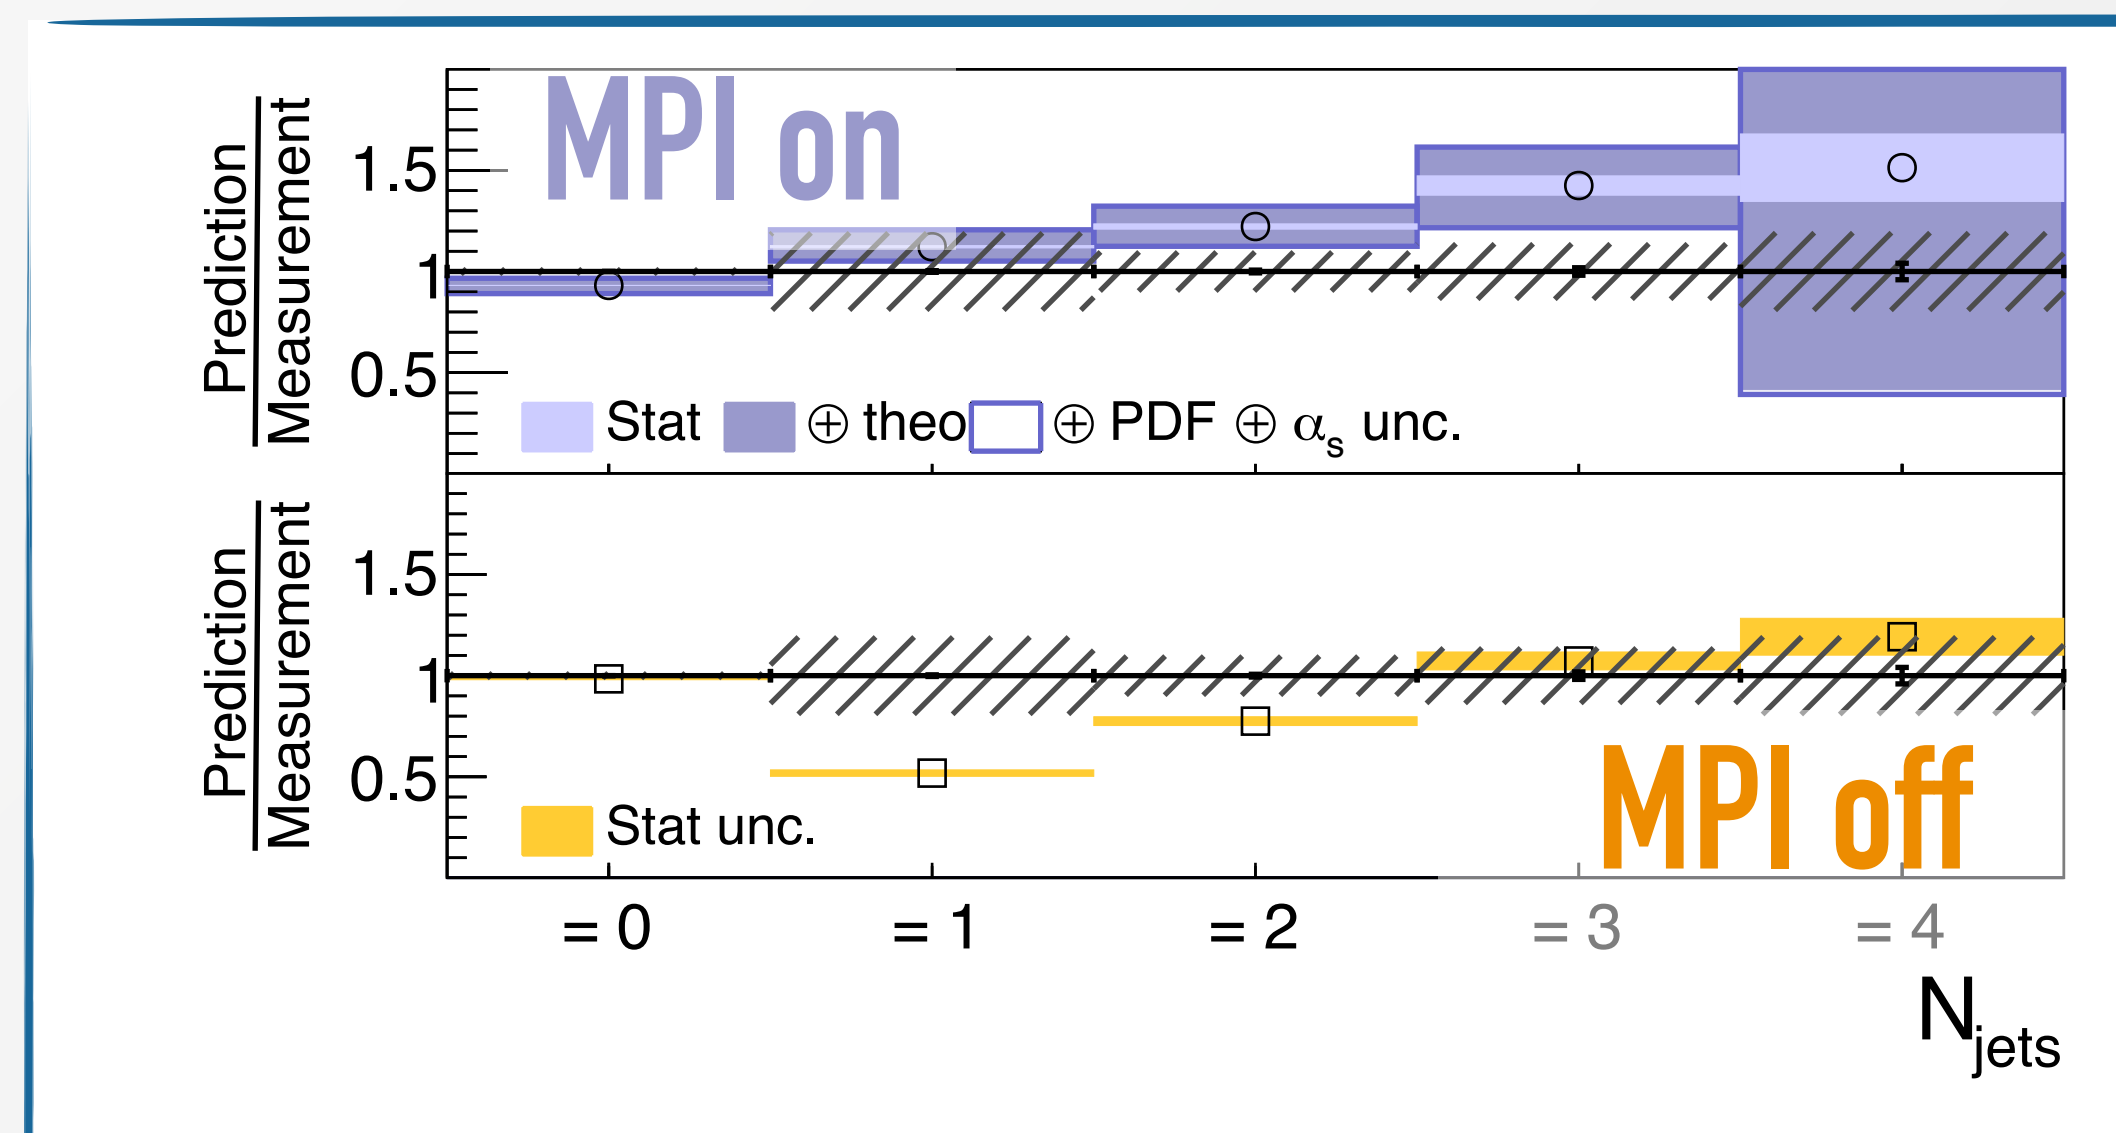 MPI on
Prediction
Measurement
1.5
1
0.5
Stat ⊕ theo ⊕ PDF ⊕ αs unc.
Prediction
Measurement
1.5
1
0.5
Stat unc.
MPI off
= 0 = 1 = 2 = 3 = 4
Njets